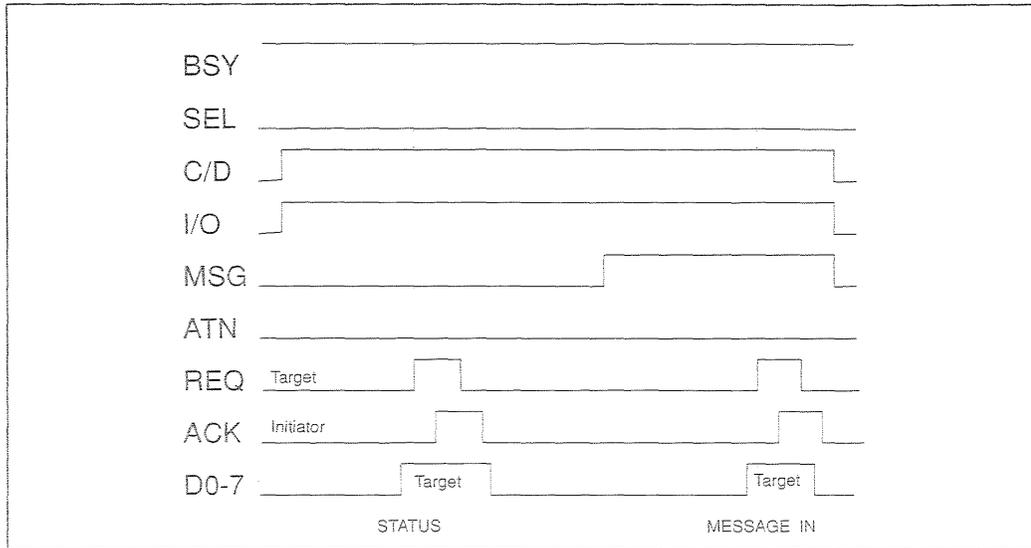 BSY
SEL
C/D
I/O
MSG
ATN
REQ Target
ACK Initiator
D0-7 Target Target
STATUS MESSAGE IN